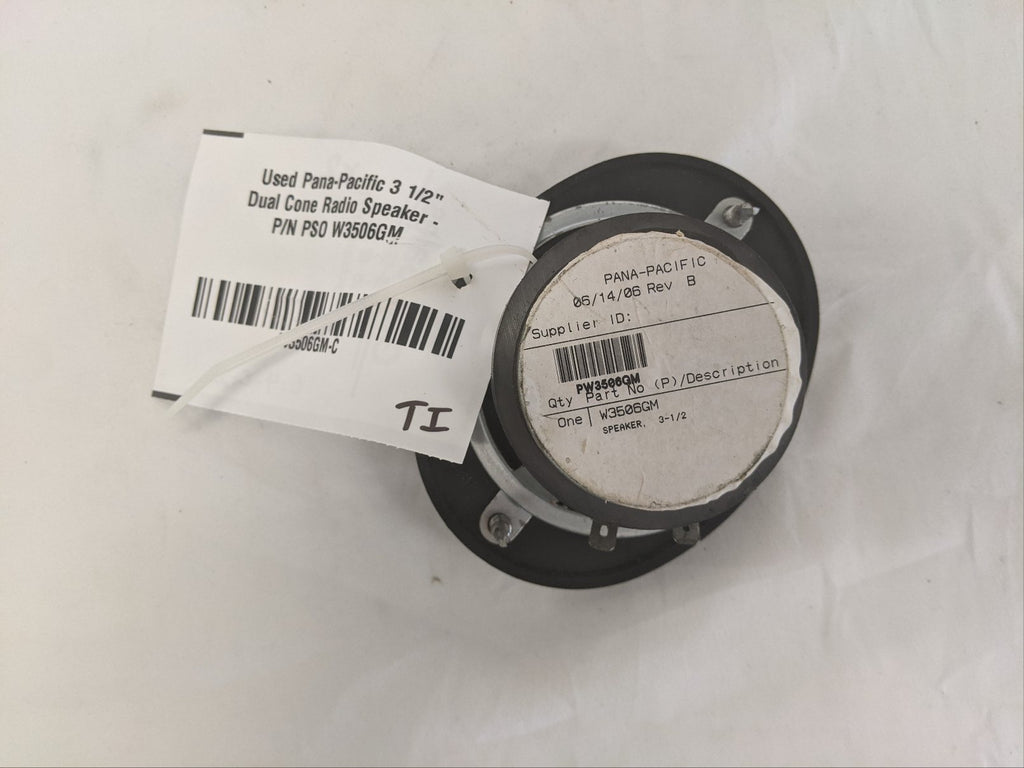 Used Pana-Pacific 3 1/2"
Dual Cone Radio Speaker -
P/N PSO W3506GM
3506GM-C
TI
PANA-PACIFIC
06/14/06 Rev B
Supplier ID:
PW3506GM
Qty Part No (P)/Description
One W3506GM
SPEAKER, 3-1/2